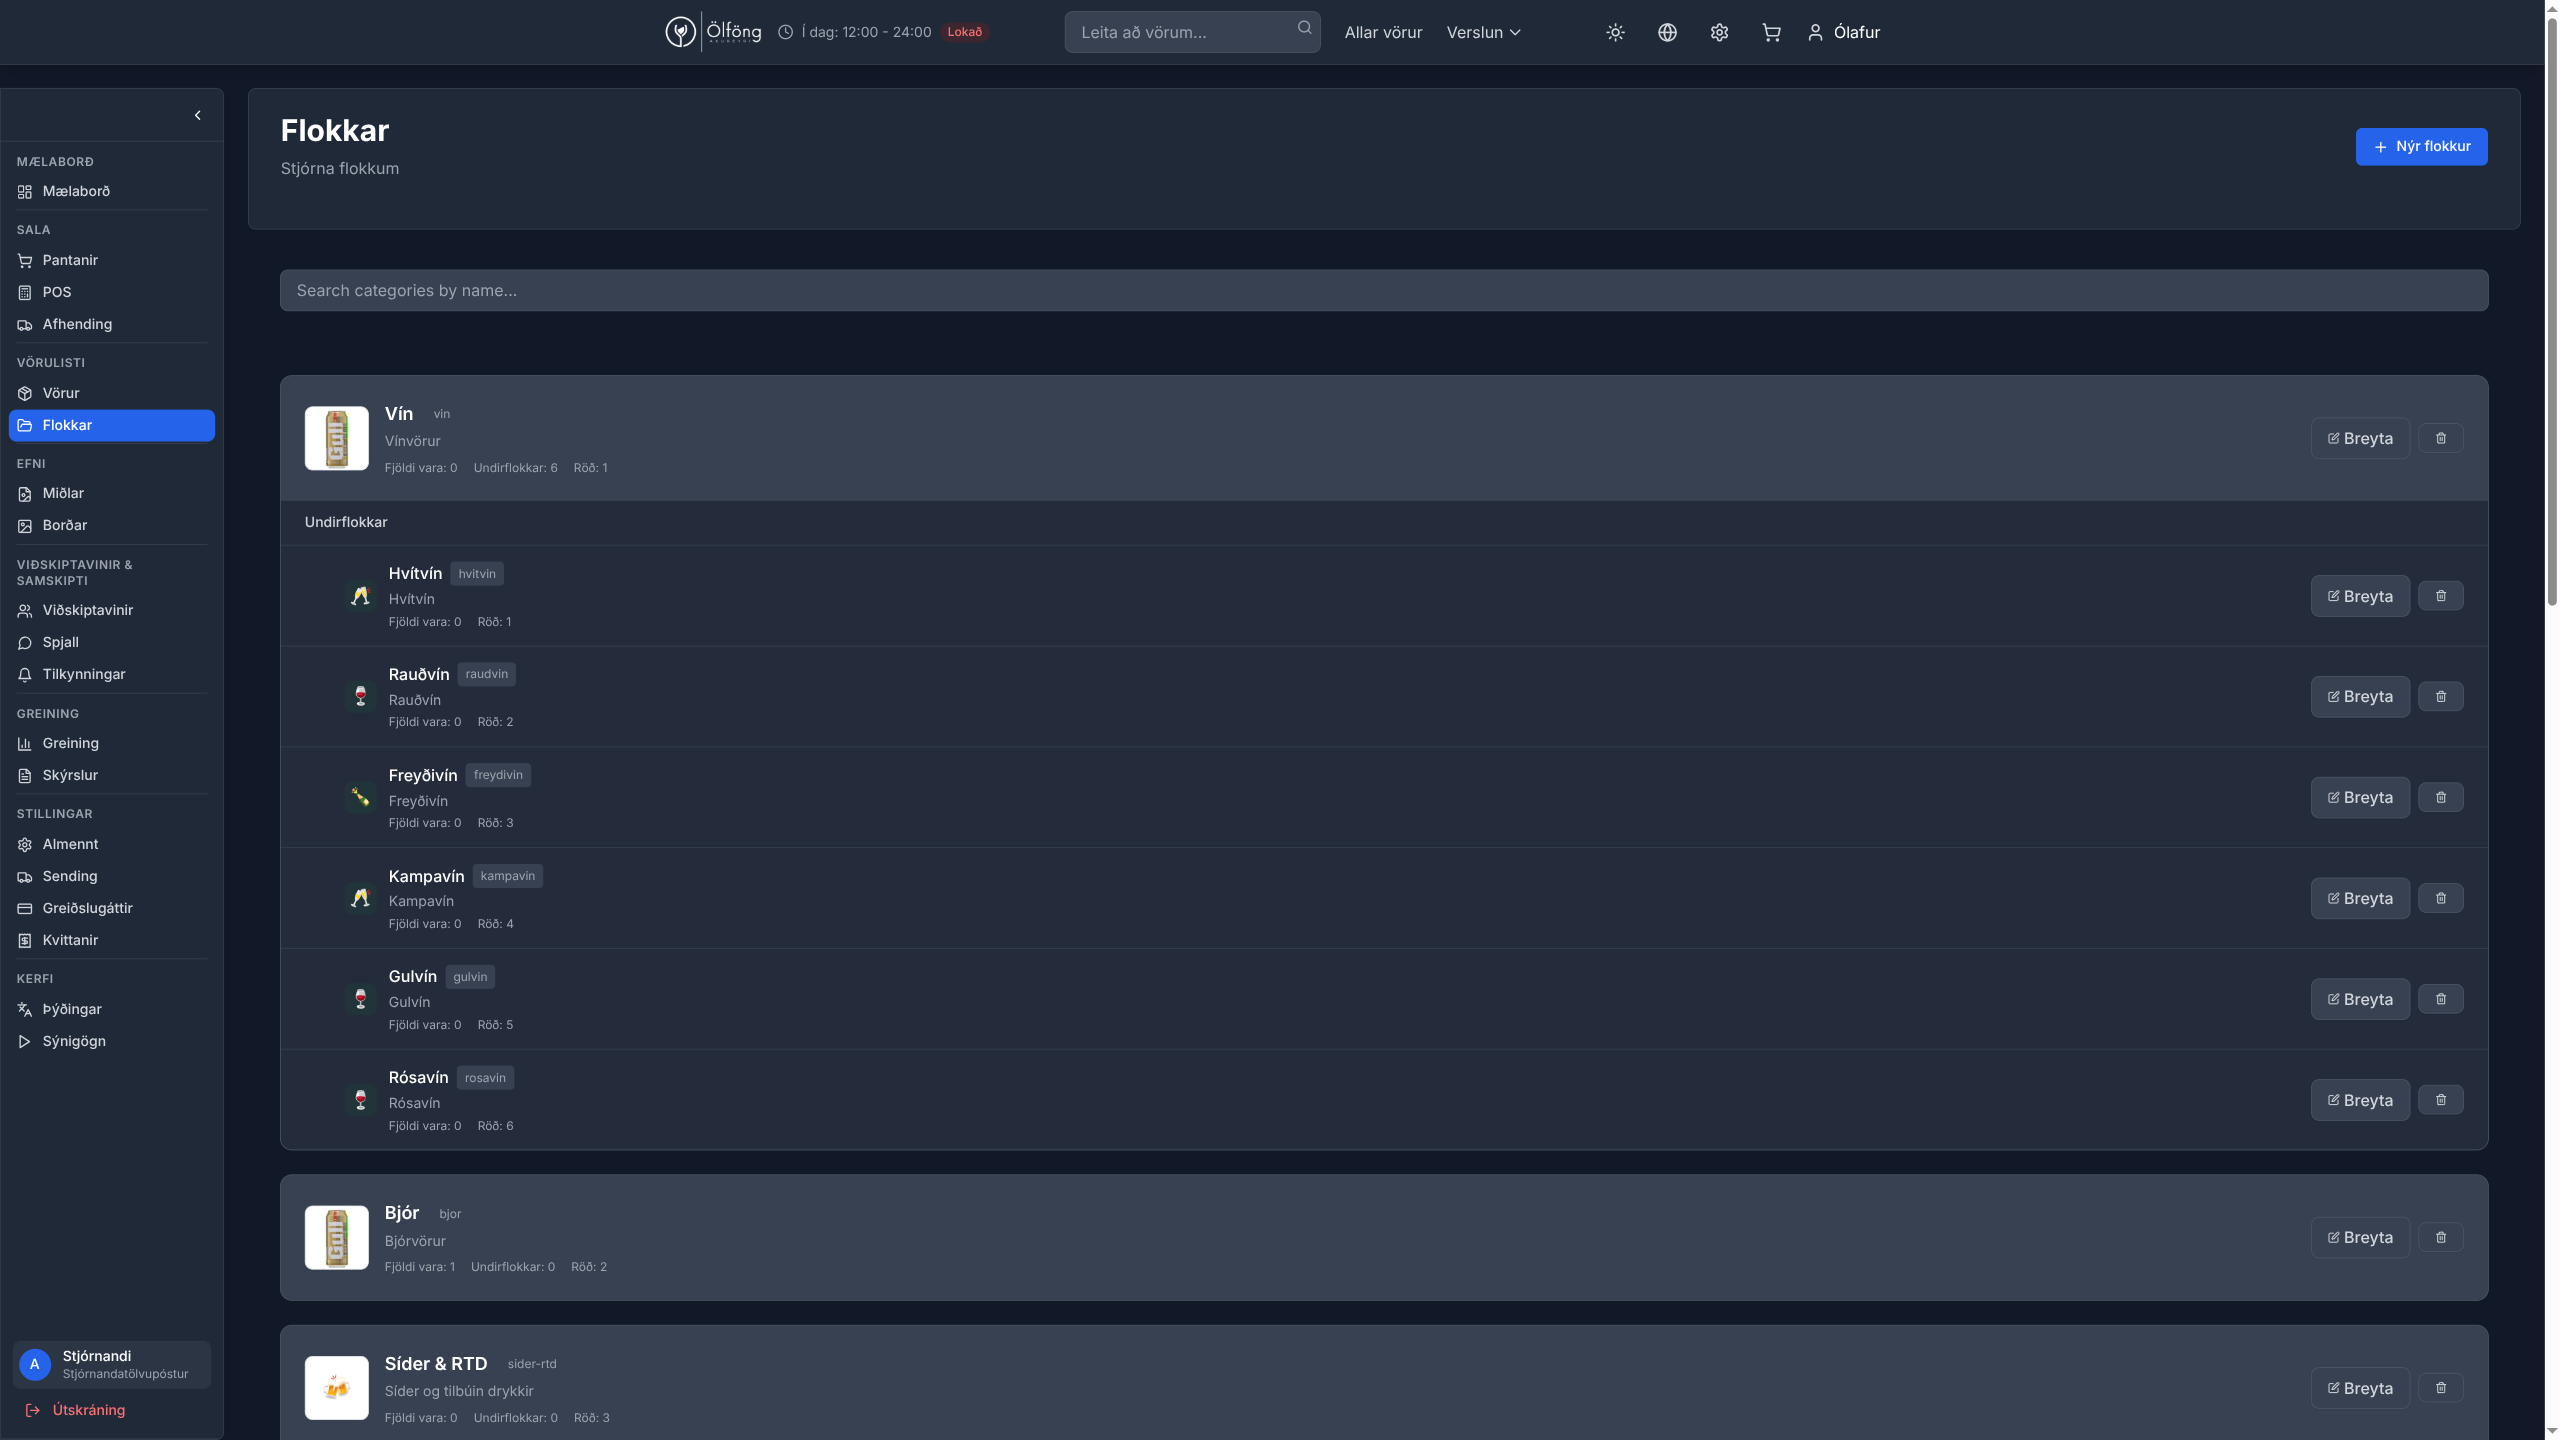 Ölföng
Í dag: 12:00 - 24:00 Lokað
Leita að vörum...
Allar vörur
Verslun
Ólafur
MÆLABORÐ
Mælaborð
SALA
Pantanir
POS
Afhending
VÖRULISTI
Vörur
Flokkar
EFNI
Miðlar
Borðar
VIÐSKIPTAVINIR &
SAMSKIPTI
Viðskiptavinir
Spjall
Tilkynningar
GREINING
Greining
Skýrslur
STILLINGAR
Almennt
Sending
Greiðslugáttir
Kvittanir
KERFI
Þýðingar
Sýnigögn
A
Stjórnandi
Stjórnandatölvupóstur
Útskráning
Flokkar
Stjórna flokkum
Nýr flokkur
Search categories by name...
Vín vin
Vínvörur
Fjöldi vara: 0 Undirflokkar: 6 Röð: 1
Breyta
Undirflokkar
Hvítvín hvitvin
Hvítvín
Fjöldi vara: 0 Röð: 1
Breyta
Rauðvín raudvin
Rauðvín
Fjöldi vara: 0 Röð: 2
Breyta
Freyðivín freydivin
Freyðivín
Fjöldi vara: 0 Röð: 3
Breyta
Kampavín kampavin
Kampavín
Fjöldi vara: 0 Röð: 4
Breyta
Gulvín gulvin
Gulvín
Fjöldi vara: 0 Röð: 5
Breyta
Rósavín rosavin
Rósavín
Fjöldi vara: 0 Röð: 6
Breyta
Bjór bjor
Bjórvörur
Fjöldi vara: 1 Undirflokkar: 0 Röð: 2
Breyta
Síder & RTD sider-rtd
Síder og tilbúin drykkir
Fjöldi vara: 0 Undirflokkar: 0 Röð: 3
Breyta